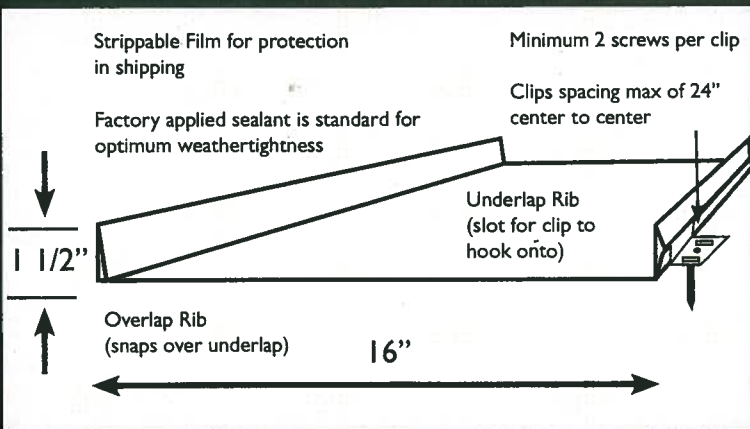 Strippable Film for protection
in shipping
Minimum 2 screws per clip
Factory applied sealant is standard for
optimum weathertightness
Clips spacing max of 24”
center to center
Underlap Rib
(slot for clip to
hook onto)
1 1/2”
Overlap Rib
(snaps over underlap)
16”